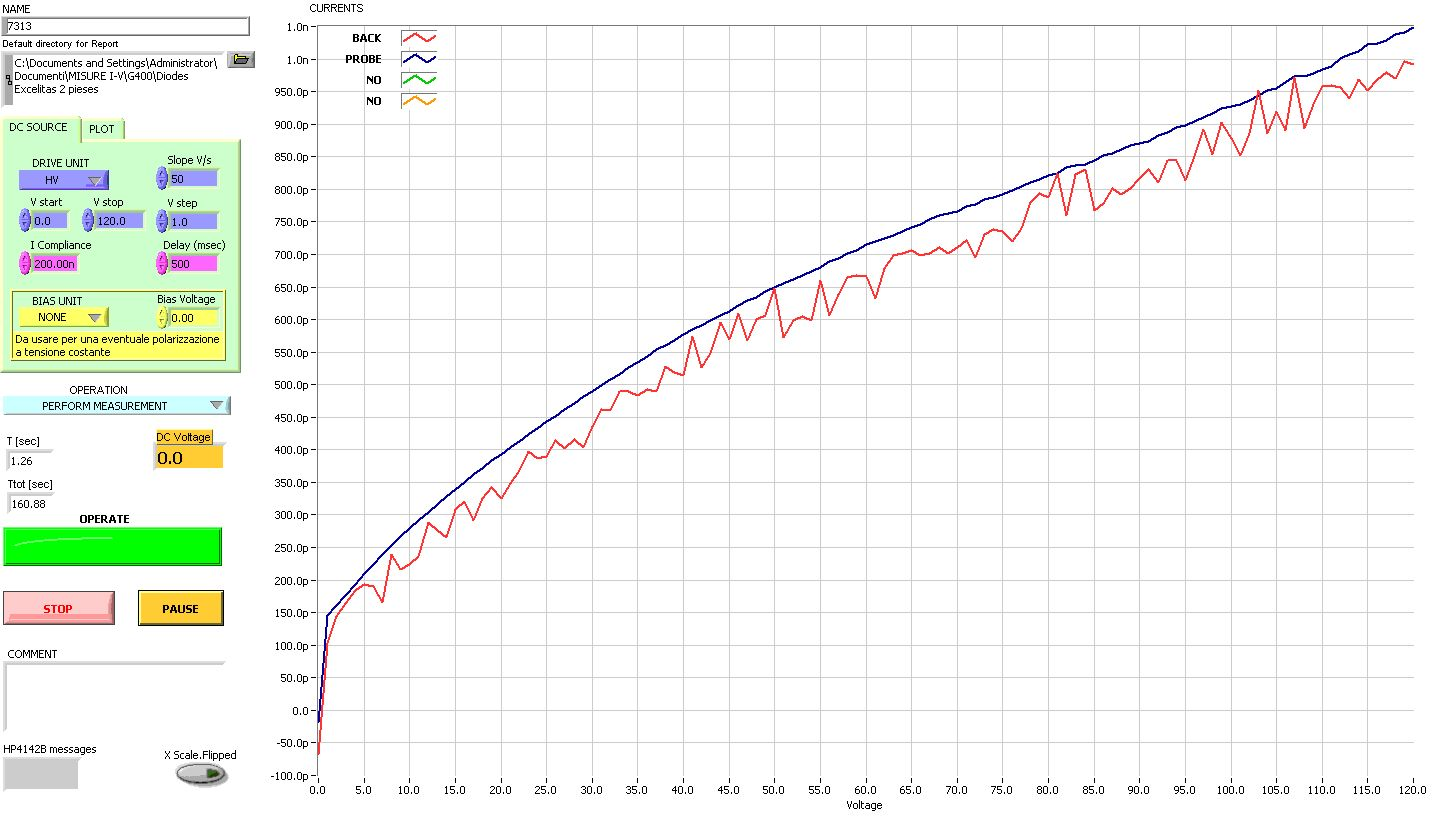 NAME
7313
Default directory for Report
C:\Documents and Settings\Administrator\
Documenti\MISURE I-V\G400\Diodes
Excelitas 2 pieses
DC SOURCE PLOT
DRIVE UNIT
HV
Slope V/s
50
V start
0.0
V stop
120.0
V step
1.0
I Compliance
200.00n
Delay (msec)
500
BIAS UNIT
NONE
Bias Voltage
0.00
Da usare per una eventuale polarizzazione
a tensione costante
OPERATION
PERFORM MEASUREMENT
T [sec]
1.26
DC Voltage
0.0
Ttot [sec]
160.88
OPERATE
STOP
PAUSE
COMMENT
HP4142B messages
X Scale.Flipped
CURRENTS
BACK
PROBE
NO
NO
1.0n
1.0n
950.0p
900.0p
850.0p
800.0p
750.0p
700.0p
650.0p
600.0p
550.0p
500.0p
450.0p
400.0p
350.0p
300.0p
250.0p
200.0p
150.0p
100.0p
50.0p
0.0
-50.0p
-100.0p
0.0 5.0 10.0 15.0 20.0 25.0 30.0 35.0 40.0 45.0 50.0 55.0 60.0 65.0 70.0 75.0 80.0 85.0 90.0 95.0 100.0 105.0 110.0 115.0 120.0
Voltage